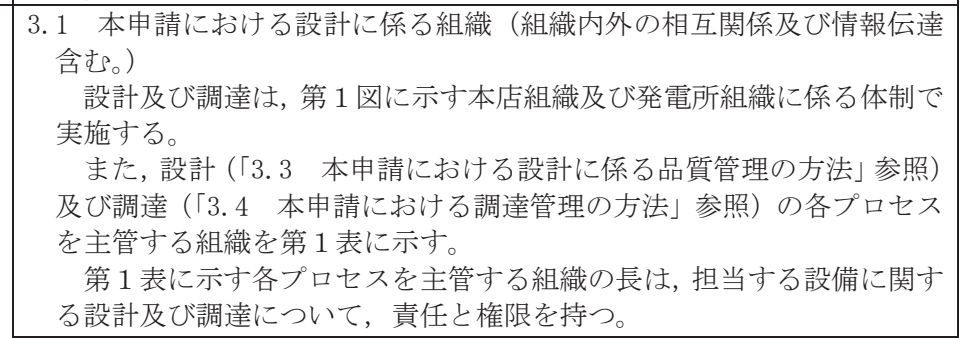 3.1　本申請における設計に係る組織（組織内外の相互関係及び情報伝達
含む。）
設計及び調達は，第１図に示す本店組織及び発電所組織に係る体制で
実施する。
また，設計（「3.3　本申請における設計に係る品質管理の方法」参照）
及び調達（「3.4　本申請における調達管理の方法」参照）の各プロセス
を主管する組織を第１表に示す。
第１表に示す各プロセスを主管する組織の長は，担当する設備に関す
る設計及び調達について，責任と権限を持つ。